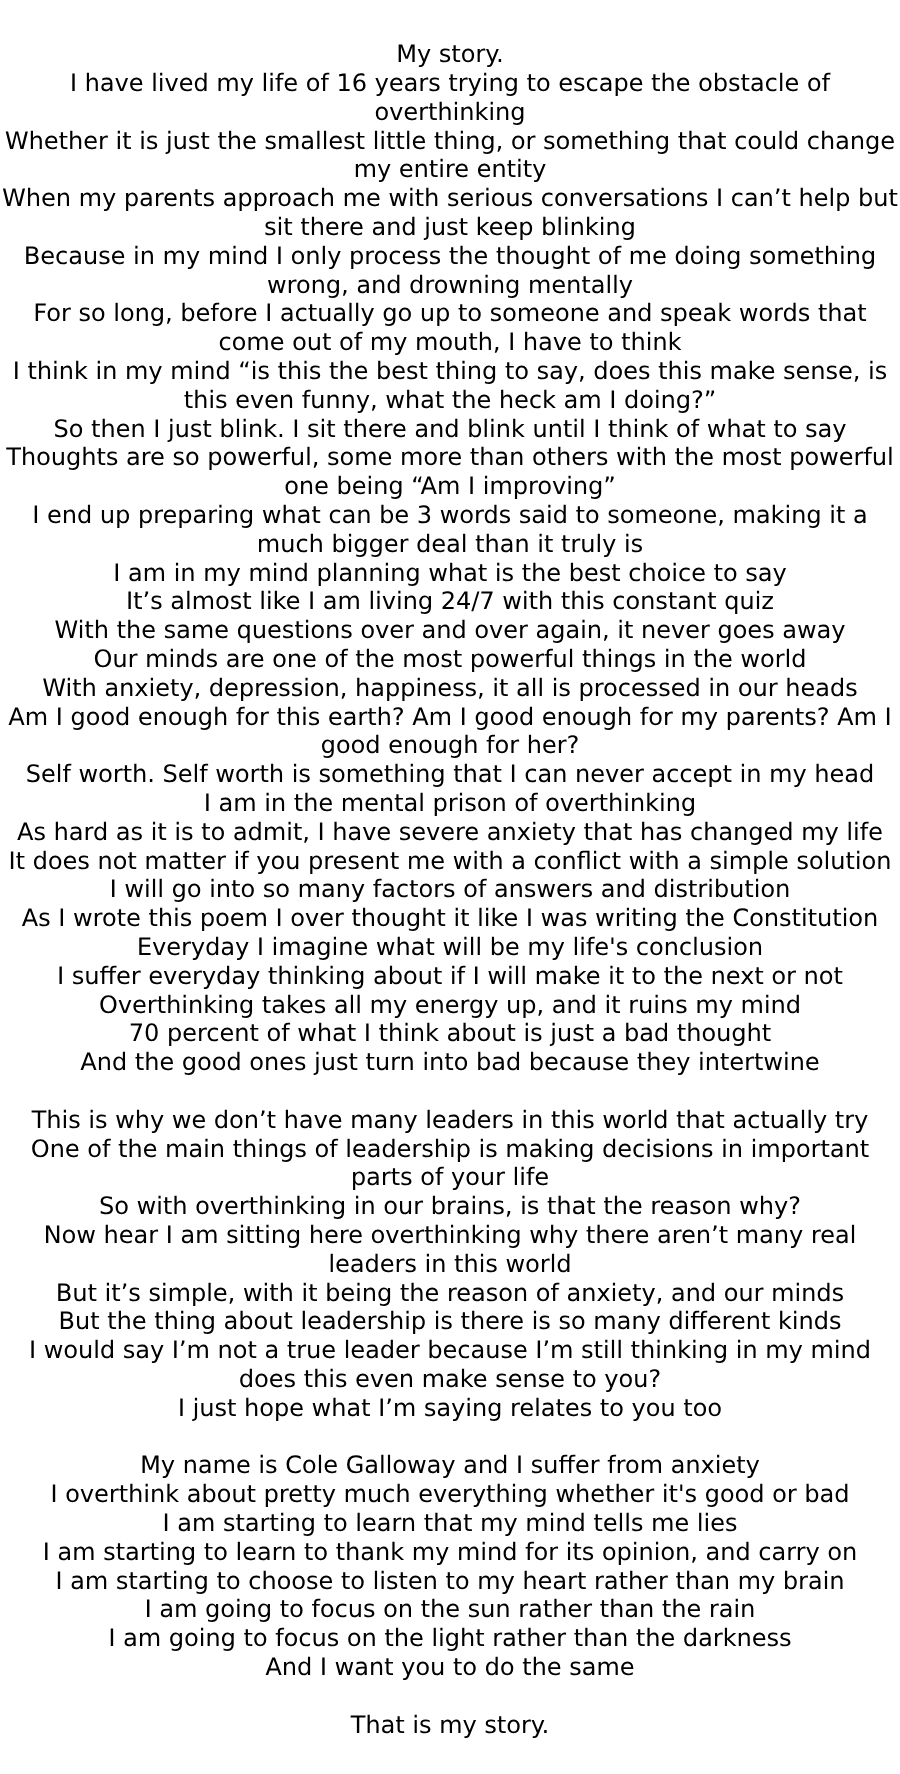 My story.
I have lived my life of 16 years trying to escape the obstacle of
overthinking
Whether it is just the smallest little thing, or something that could change
my entire entity
When my parents approach me with serious conversations I can’t help but
sit there and just keep blinking
Because in my mind I only process the thought of me doing something
wrong, and drowning mentally
For so long, before I actually go up to someone and speak words that
come out of my mouth, I have to think
I think in my mind “is this the best thing to say, does this make sense, is
this even funny, what the heck am I doing?”
So then I just blink. I sit there and blink until I think of what to say
Thoughts are so powerful, some more than others with the most powerful
one being “Am I improving”
I end up preparing what can be 3 words said to someone, making it a
much bigger deal than it truly is
I am in my mind planning what is the best choice to say
It’s almost like I am living 24/7 with this constant quiz
With the same questions over and over again, it never goes away
Our minds are one of the most powerful things in the world
With anxiety, depression, happiness, it all is processed in our heads
Am I good enough for this earth? Am I good enough for my parents? Am I
good enough for her?
Self worth. Self worth is something that I can never accept in my head
I am in the mental prison of overthinking
As hard as it is to admit, I have severe anxiety that has changed my life
It does not matter if you present me with a conflict with a simple solution
I will go into so many factors of answers and distribution
As I wrote this poem I over thought it like I was writing the Constitution
Everyday I imagine what will be my life's conclusion
I suffer everyday thinking about if I will make it to the next or not
Overthinking takes all my energy up, and it ruins my mind
70 percent of what I think about is just a bad thought
And the good ones just turn into bad because they intertwine
This is why we don’t have many leaders in this world that actually try
One of the main things of leadership is making decisions in important
parts of your life
So with overthinking in our brains, is that the reason why?
Now hear I am sitting here overthinking why there aren’t many real
leaders in this world
But it’s simple, with it being the reason of anxiety, and our minds
But the thing about leadership is there is so many different kinds
I would say I’m not a true leader because I’m still thinking in my mind
does this even make sense to you?
I just hope what I’m saying relates to you too
My name is Cole Galloway and I suffer from anxiety
I overthink about pretty much everything whether it's good or bad
I am starting to learn that my mind tells me lies
I am starting to learn to thank my mind for its opinion, and carry on
I am starting to choose to listen to my heart rather than my brain
I am going to focus on the sun rather than the rain
I am going to focus on the light rather than the darkness
And I want you to do the same
That is my story.